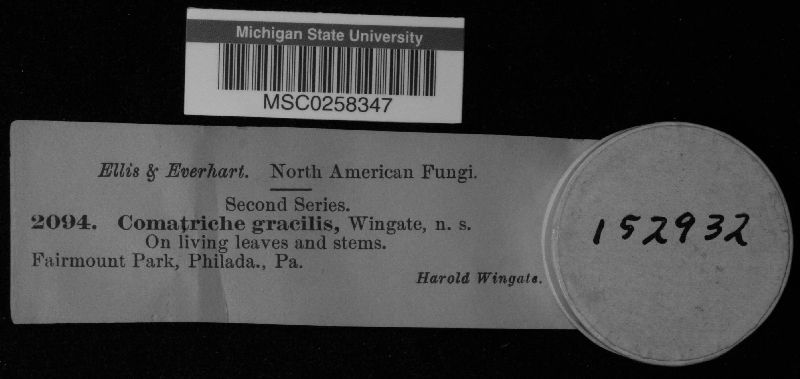 Michigan State University
MSC0258347
Ellis & Everhart. North American Fungi.
Second Series.
2094. Comatriche gracilis, Wingate, n. s.
On living leaves and stems.
Fairmount Park, Philada., Pa.
Harold Wingate.
152932